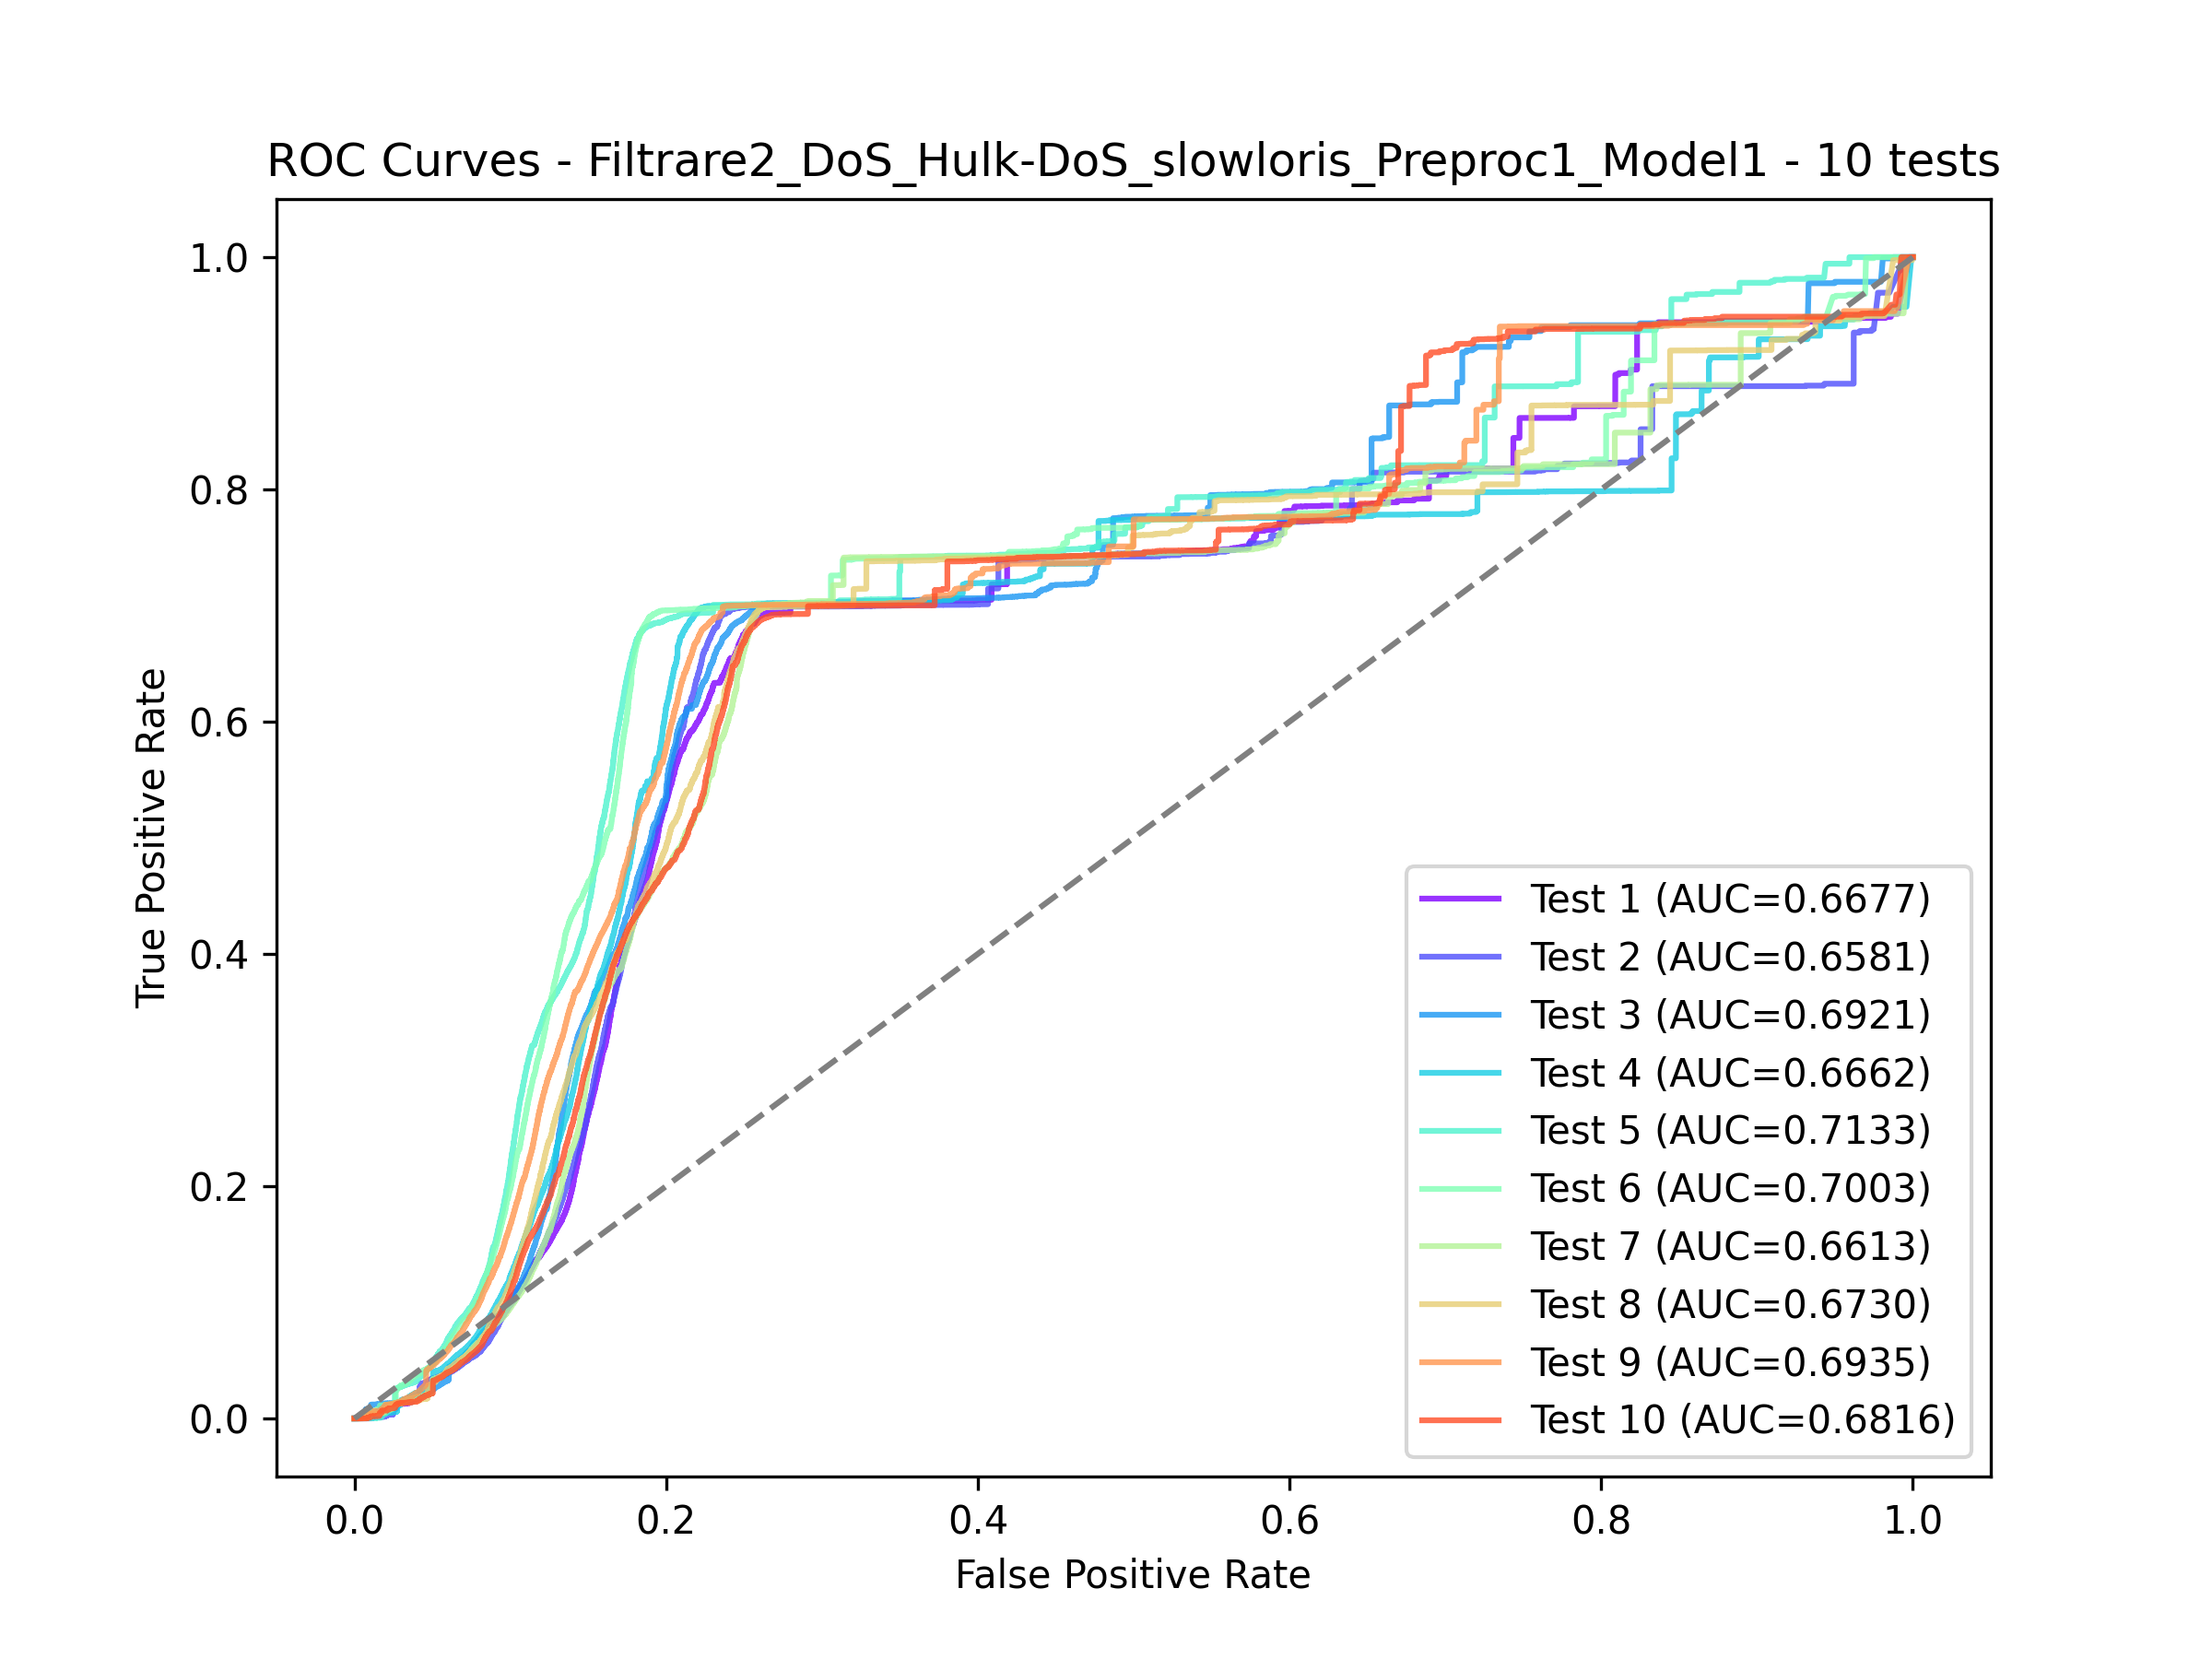 ROC Curves - Filtrare2_DoS_Hulk-DoS_slowloris_Preproc1_Model1 - 10 tests
True Positive Rate
1.0
0.8
0.6
0.4
0.2
0.0
Test 1 (AUC=0.6677)
Test 2 (AUC=0.6581)
Test 3 (AUC=0.6921)
Test 4 (AUC=0.6662)
Test 5 (AUC=0.7133)
Test 6 (AUC=0.7003)
Test 7 (AUC=0.6613)
Test 8 (AUC=0.6730)
Test 9 (AUC=0.6935)
Test 10 (AUC=0.6816)
0.0 0.2 0.4 0.6 0.8 1.0
False Positive Rate